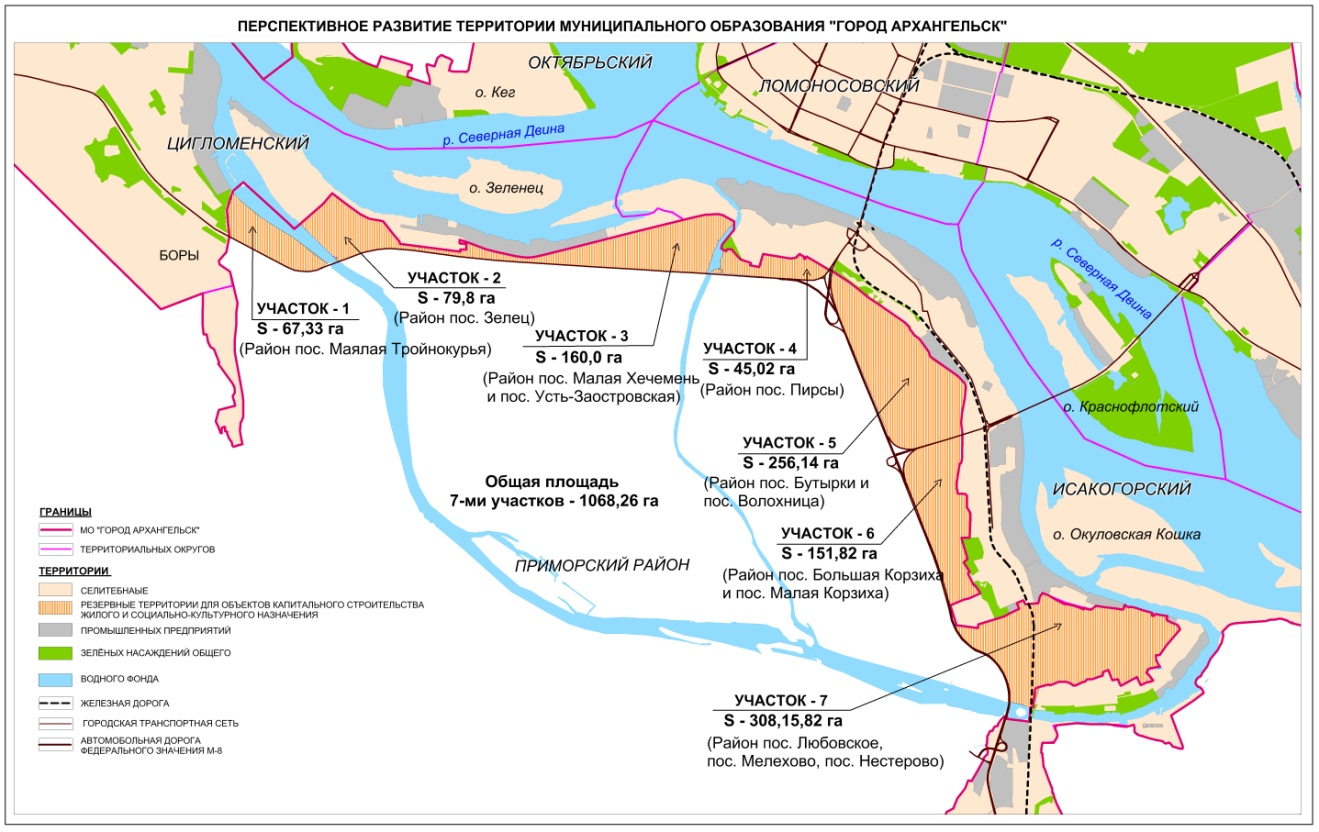 ПЕРСПЕКТИВНОЕ РАЗВИТИЕ ТЕРРИТОРИИ МУНИЦИПАЛЬНОГО ОБРАЗОВАНИЯ "ГОРОД АРХАНГЕЛЬСК"
ОКТЯБРЬСКИЙ
ЛОМОНОСОВСКИЙ
о. Кег
ЦИГЛОМЕНСКИЙ
р. Северная Двина
о. Зеленец
БОРЫ
р. Северная Двина
УЧАСТОК - 1
S - 67,33 га
(Район пос. Маялая Тройнокурья)
УЧАСТОК - 2
S - 79,8 га
(Район пос. Зелец)
УЧАСТОК - 3
S - 160,0 га
(Район пос. Малая Хечемень
и пос. Усть-Заостровская)
УЧАСТОК - 4
S - 45,02 га
(Район пос. Пирсы)
о. Краснофлотский
УЧАСТОК - 5
S - 256,14 га
(Район пос. Бутырки и
пос. Волохница)
Общая площадь
7-ми участков - 1068,26 га
ИСАКОГОРСКИЙ
о. Окуловская Кошка
УЧАСТОК - 6
S - 151,82 га
(Район пос. Большая Корзиха
и пос. Малая Корзиха)
ПРИМОРСКИЙ РАЙОН
УЧАСТОК - 7
S - 308,15,82 га
(Район пос. Любовское,
пос. Мелехово, пос. Нестерово)
ГРАНИЦЫ
МО "ГОРОД АРХАНГЕЛЬСК"
ТЕРРИТОРИАЛЬНЫХ ОКРУГОВ
ТЕРРИТОРИИ
СЕЛИТЕБНЫЕ
РЕЗЕРВНЫЕ ТЕРРИТОРИИ ДЛЯ ОБЪЕКТОВ КАПИТАЛЬНОГО СТРОИТЕЛЬСТВА
ЖИЛОГО И СОЦИАЛЬНО-КУЛЬТУРНОГО НАЗНАЧЕНИЯ
ПРОМЫШЛЕННЫХ ПРЕДПРИЯТИЙ
ЗЕЛЁНЫХ НАСАЖДЕНИЙ ОБЩЕГО
ВОДНОГО ФОНДА
ЖЕЛЕЗНАЯ ДОРОГА
ГОРОДСКАЯ ТРАНСПОРТНАЯ СЕТЬ
АВТОМОБОЛЬНАЯ ДОРОГА
ФЕДЕРАЛЬНОГО ЗНАЧЕНИЯ М-8